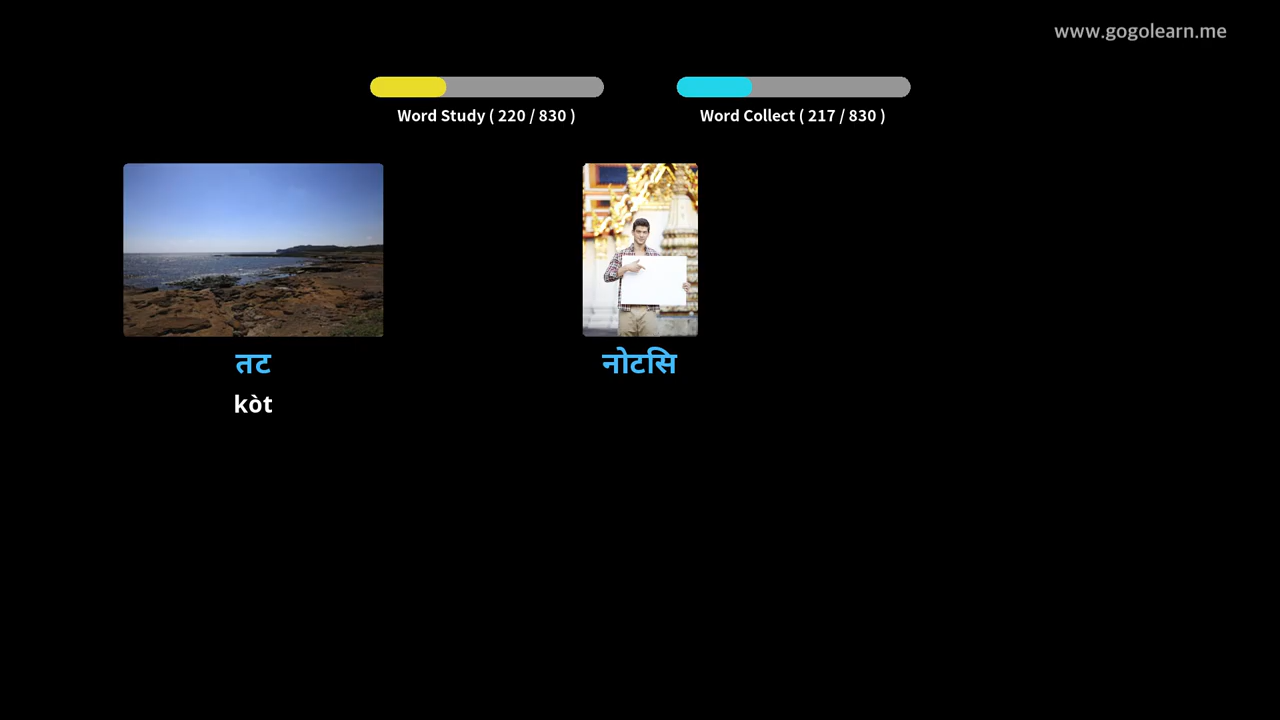 www.gogolearn.me
Word Study ( 220 / 830 )
Word Collect ( 217 / 830 )
तट
kòt
नोटसि